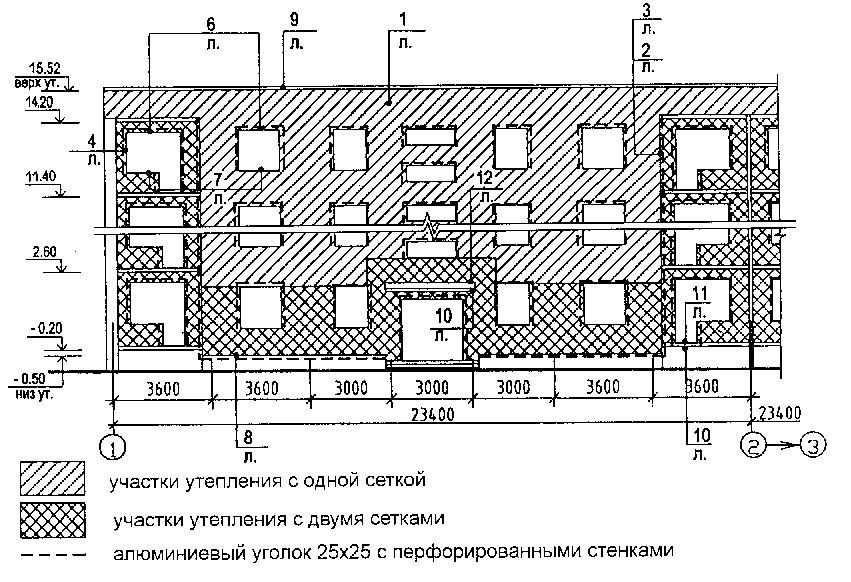 6
л.
9
л.
1
л.
3
л.
2
л.
15.52
верх ут.
14.20
4
л.
11.40
7
л.
12
л.
2.60
10
л.
11
л.
- 0.20
- 0.50
низ ут.
3600 3600 3000 3000 3000 3600 3600
23400 23400
1
8
л.
10
л.
2 3
участки утепления с одной сеткой
участки утепления с двумя сетками
алюминиевый уголок 25х25 с перфорированными стенками